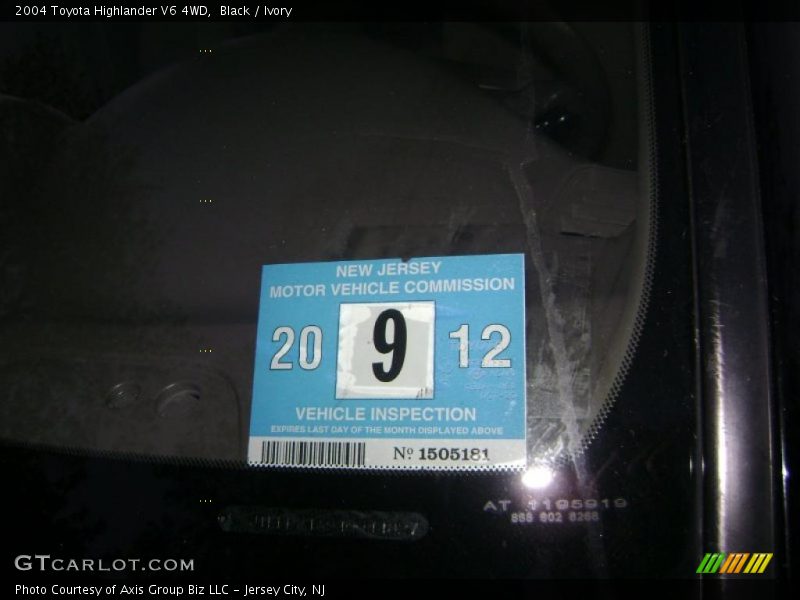 2004 Toyota Highlander V6 4WD, Black / Ivory
NEW JERSEY
MOTOR VEHICLE COMMISSION
20 9 12
VEHICLE INSPECTION
EXPIRES LAST DAY OF THE MONTH DISPLAYED ABOVE
Nº 1505181
AT 1195919
888 902 8266
GTCARLOT.COM
Photo Courtesy of Axis Group Biz LLC - Jersey City, NJ